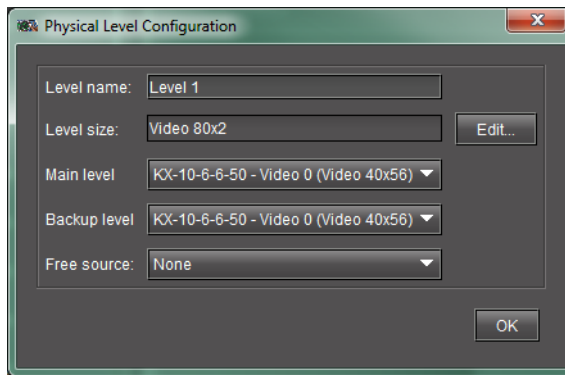 Physical Level Configuration
Level name: Level 1
Level size: Video 80x2 Edit...
Main level KX-10-6-6-50 - Video 0 (Video 40x56)
Backup level KX-10-6-6-50 - Video 0 (Video 40x56)
Free source: None
OK